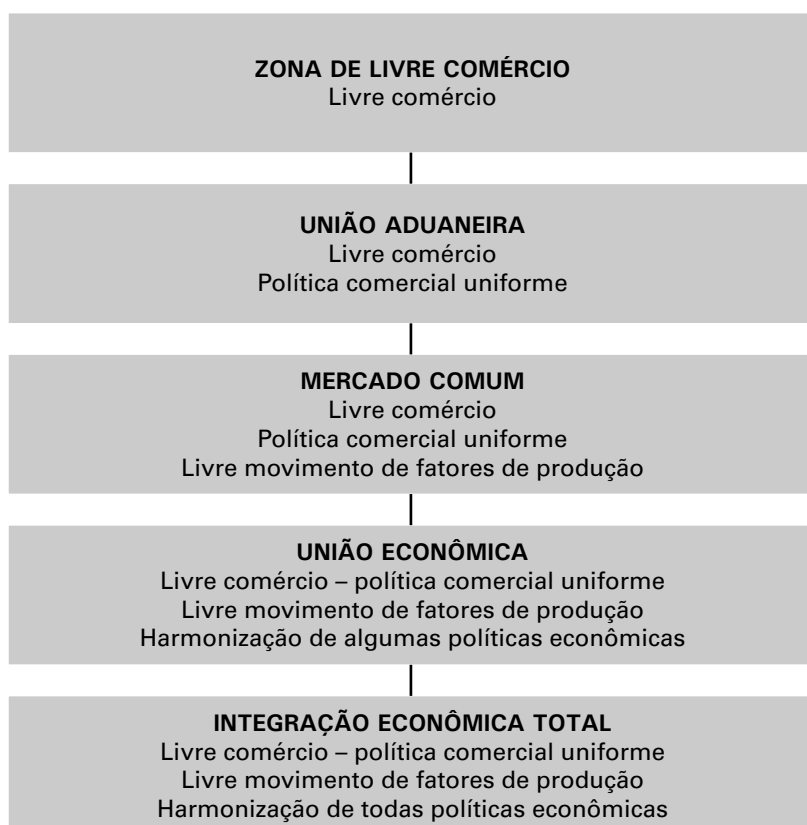 ZONA DE LIVRE COMÉRCIO
Livre comércio
UNIÃO ADUANEIRA
Livre comércio
Política comercial uniforme
MERCADO COMUM
Livre comércio
Política comercial uniforme
Livre movimento de fatores de produção
UNIÃO ECONÔMICA
Livre comércio – política comercial uniforme
Livre movimento de fatores de produção
Harmonização de algumas políticas econômicas
INTEGRAÇÃO ECONÔMICA TOTAL
Livre comércio – política comercial uniforme
Livre movimento de fatores de produção
Harmonização de todas políticas econômicas